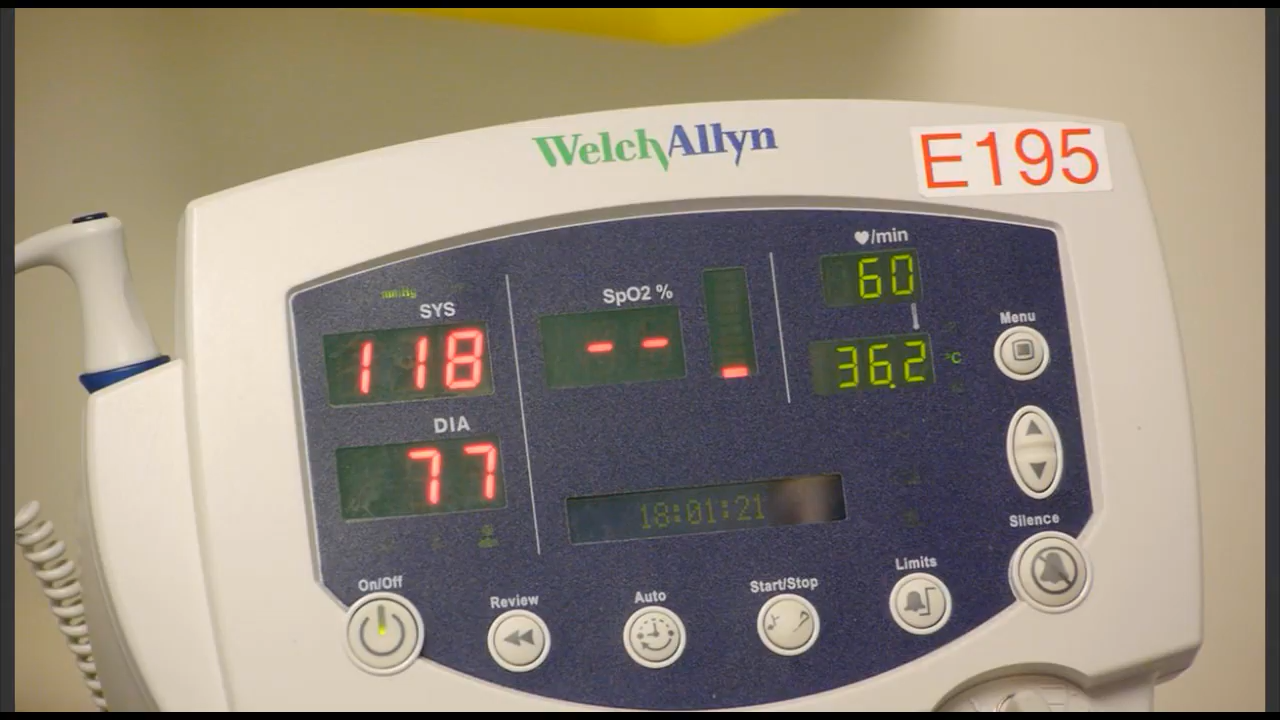 WelchAllyn
E195
mmHg
SYS
118
DIA
77
SpO2 %
--
♥/min
60
36.2 °C
18:01:21
Menu
Silence
On/Off
Review
Auto
Start/Stop
Limits